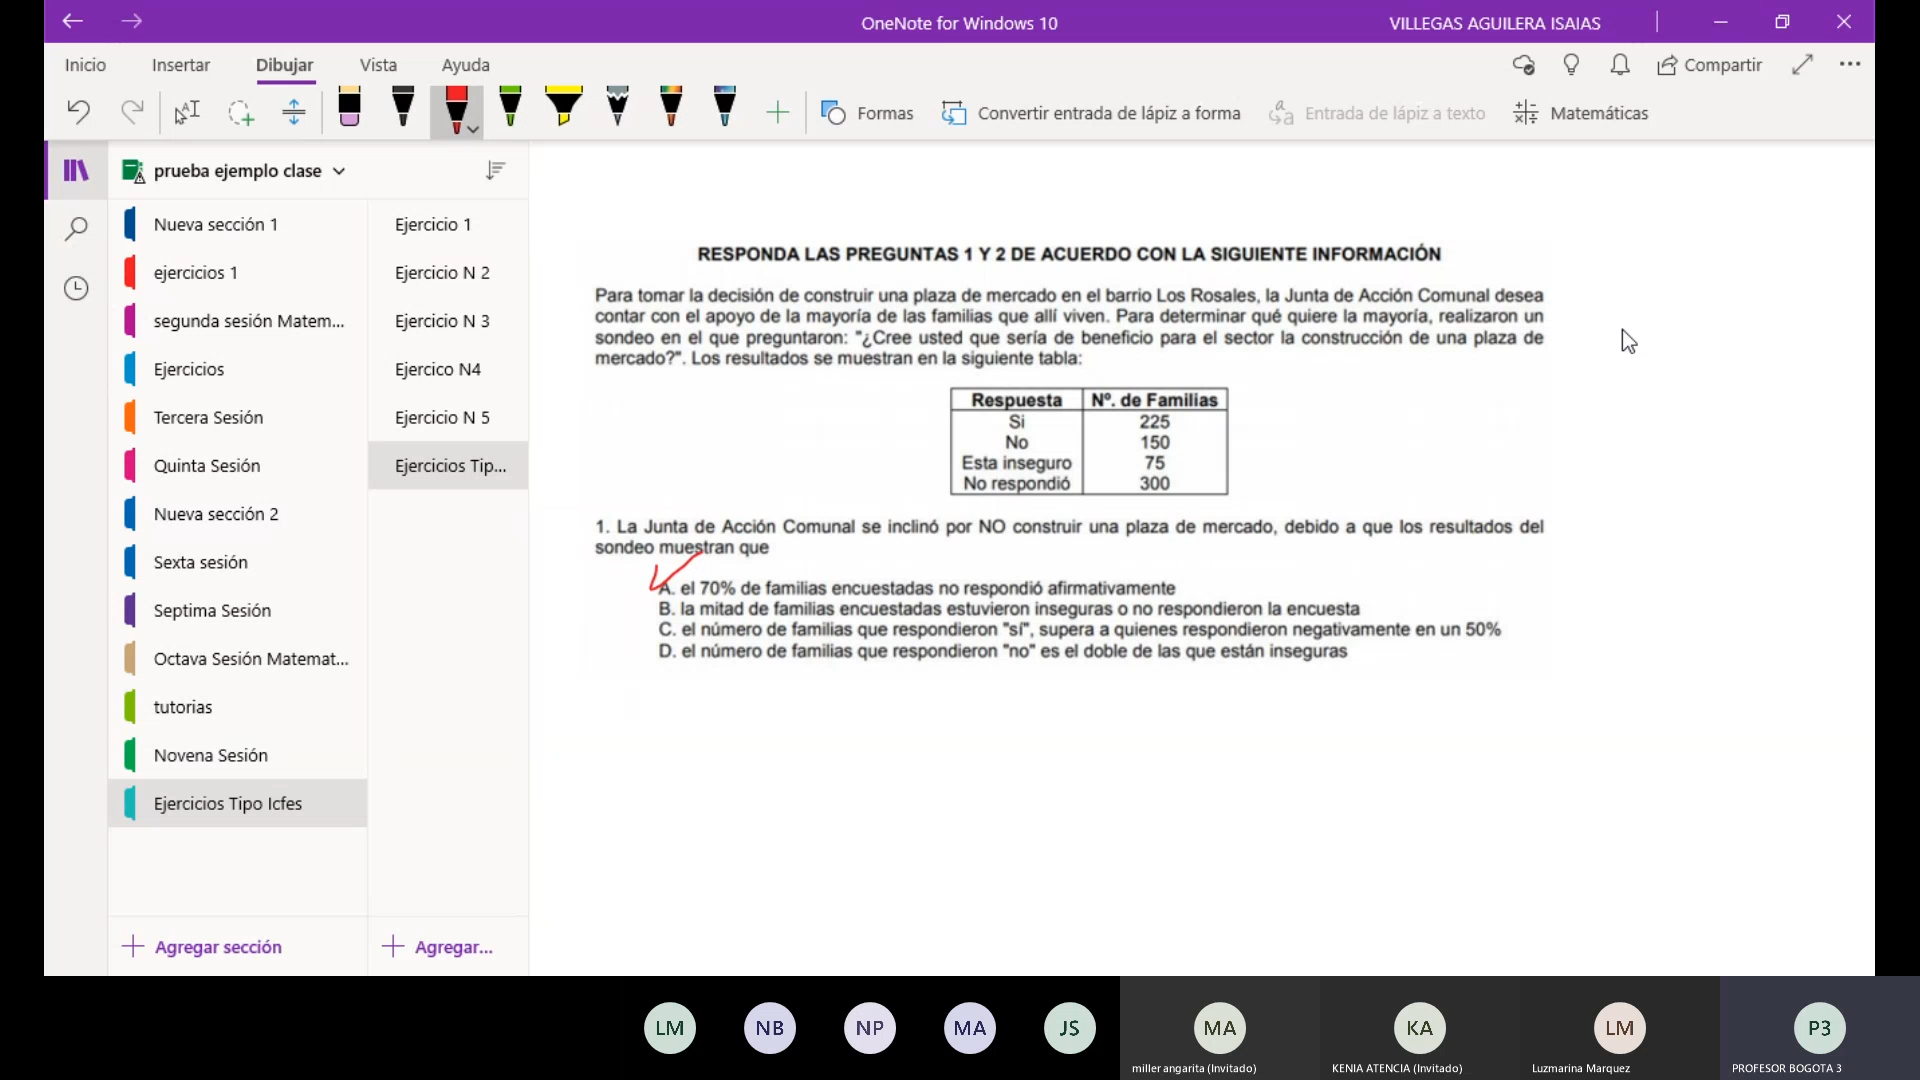 OneNote for Windows 10
VILLEGAS AGUILERA ISAIAS
Inicio
Insertar
Dibujar
Vista
Ayuda
Compartir
Formas
Convertir entrada de lápiz a forma
Entrada de lápiz a texto
Matemáticas
prueba ejemplo clase
Nueva sección 1
ejercicios 1
segunda sesión Matem...
Ejercicios
Tercera Sesión
Quinta Sesión
Nueva sección 2
Sexta sesión
Septima Sesión
Octava Sesión Matemat...
tutorias
Novena Sesión
Ejercicios Tipo Icfes
Agregar sección
Ejercicio 1
Ejercicio N 2
Ejercicio N 3
Ejercico N4
Ejercicio N 5
Ejercicios Tip...
Agregar...
RESPONDA LAS PREGUNTAS 1 Y 2 DE ACUERDO CON LA SIGUIENTE INFORMACIÓN
Para tomar la decisión de construir una plaza de mercado en el barrio Los Rosales, la Junta de Acción Comunal desea
contar con el apoyo de la mayoría de las familias que allí viven. Para determinar qué quiere la mayoría, realizaron un
sondeo en el que preguntaron: "¿Cree usted que sería de beneficio para el sector la construcción de una plaza de
mercado?". Los resultados se muestran en la siguiente tabla:
Respuesta Nº. de Familias
Si 225
No 150
Esta inseguro 75
No respondió 300
1. La Junta de Acción Comunal se inclinó por NO construir una plaza de mercado, debido a que los resultados del
sondeo muestran que
A. el 70% de familias encuestadas no respondió afirmativamente
B. la mitad de familias encuestadas estuvieron inseguras o no respondieron la encuesta
C. el número de familias que respondieron "sí", supera a quienes respondieron negativamente en un 50%
D. el número de familias que respondieron "no" es el doble de las que están inseguras
LM
NB
NP
MA
JS
MA
KA
LM
P3
miller angarita (Invitado)
KENIA ATENCIA (Invitado)
Luzmarina Marquez
PROFESOR BOGOTA 3